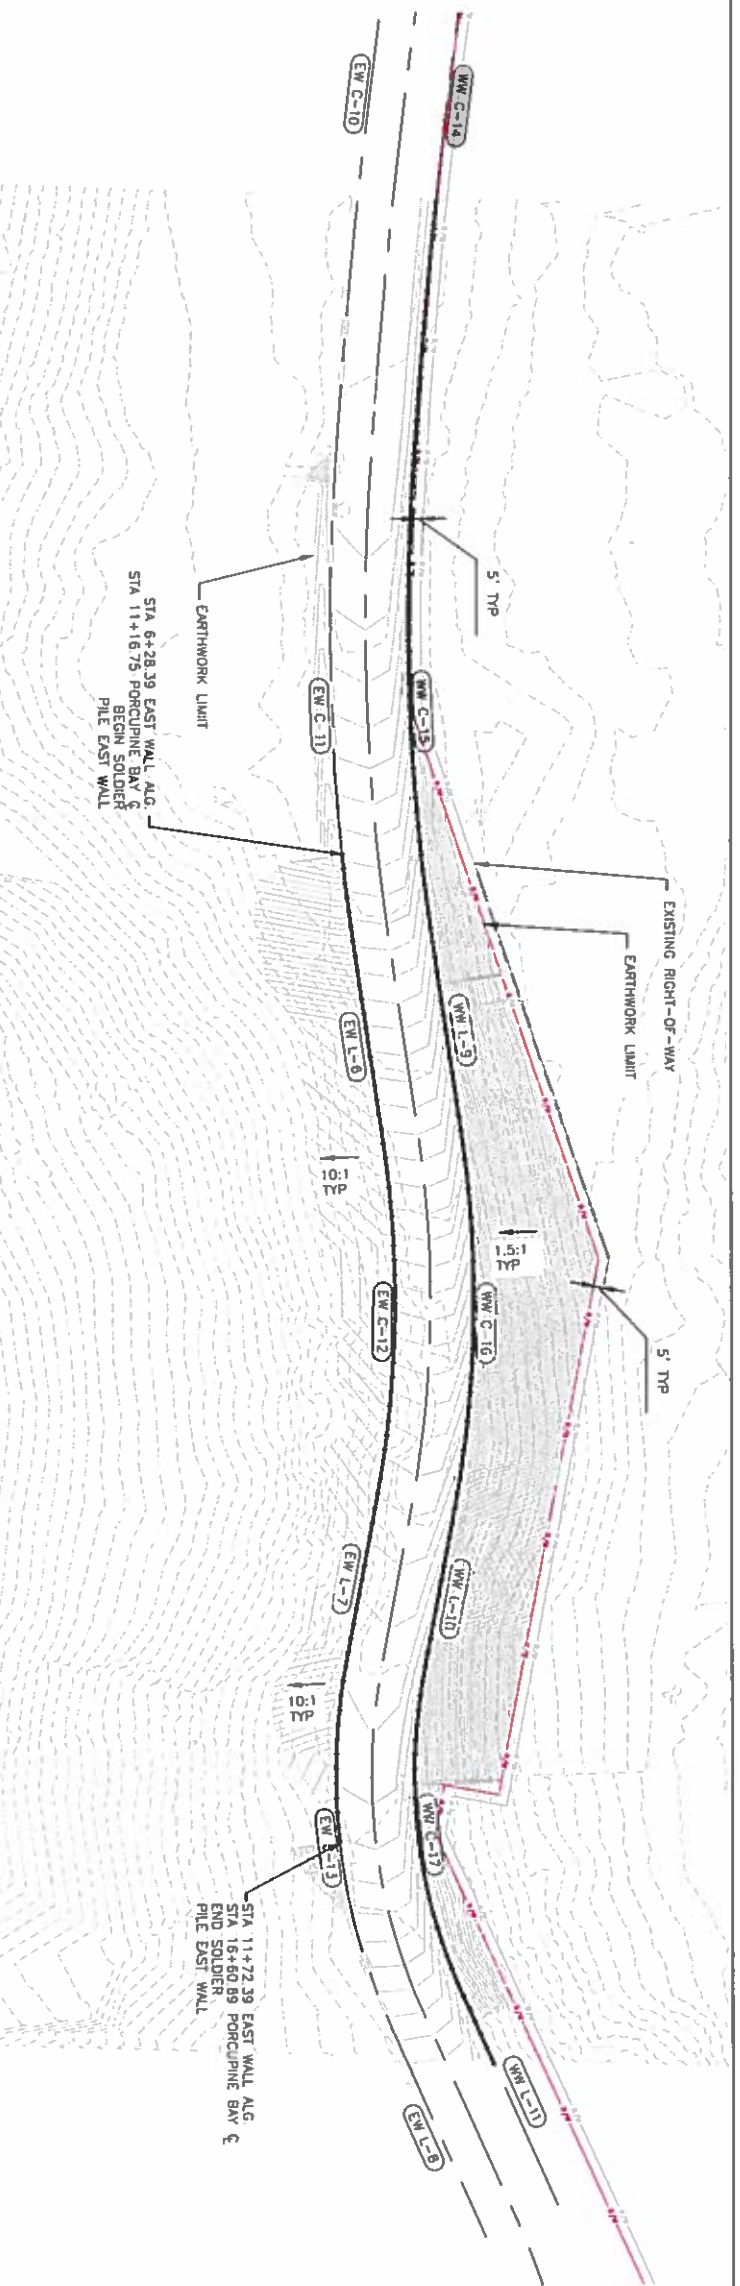 WW C-14
EW C-10
5' TYP
EARTHWORK LIMIT
STA 6+28.39 EAST WALL ALG.
STA 11+16.75 PORCUPINE BAY ℄
BEGIN SOLDIER
PILE EAST WALL
EW C-11
WW C-15
EXISTING RIGHT-OF-WAY
EARTHWORK LIMIT
WW L-9
EW L-6
10:1
TYP
1.5:1
TYP
WW C-16
EW C-12
5' TYP
WW L-10
EW L-7
10:1
TYP
WW C-17
EW C-13
STA 11+72.39 EAST WALL ALG.
STA 16+60.89 PORCUPINE BAY ℄
END SOLDIER
PILE EAST WALL
WW L-11
EW L-8